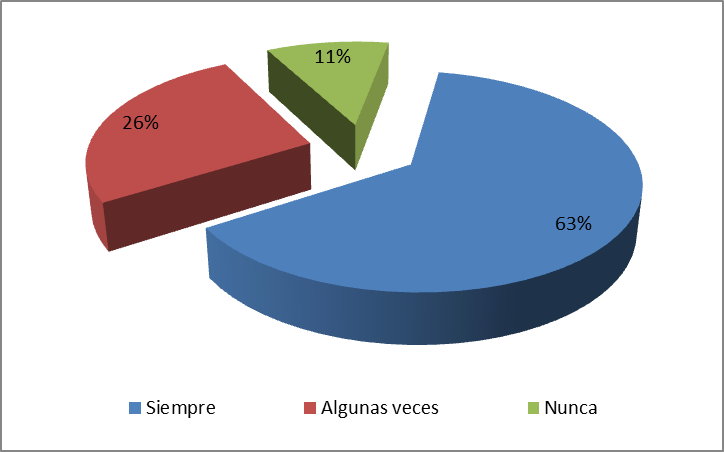 11%
26%
63%
Siempre
Algunas veces
Nunca